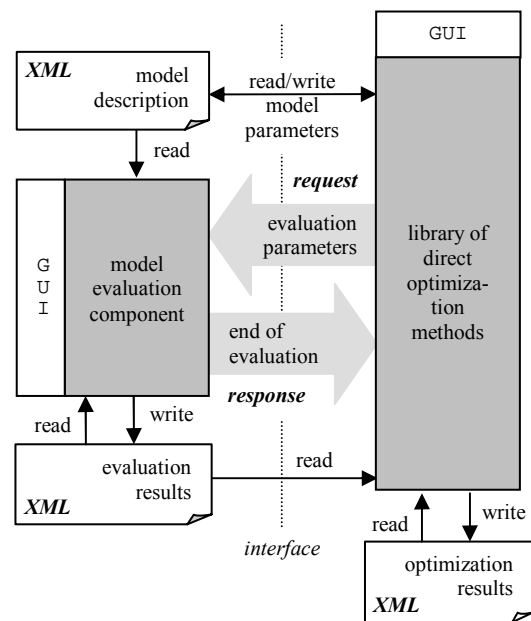 GUI
XML
model
description
read/write
model
parameters
read
request
evaluation
parameters
G
U
I
model
evaluation
component
library of
direct
optimiza-
tion
methods
end of
evaluation
response
read
write
evaluation
results
XML
read
interface
read
write
optimization
results
XML